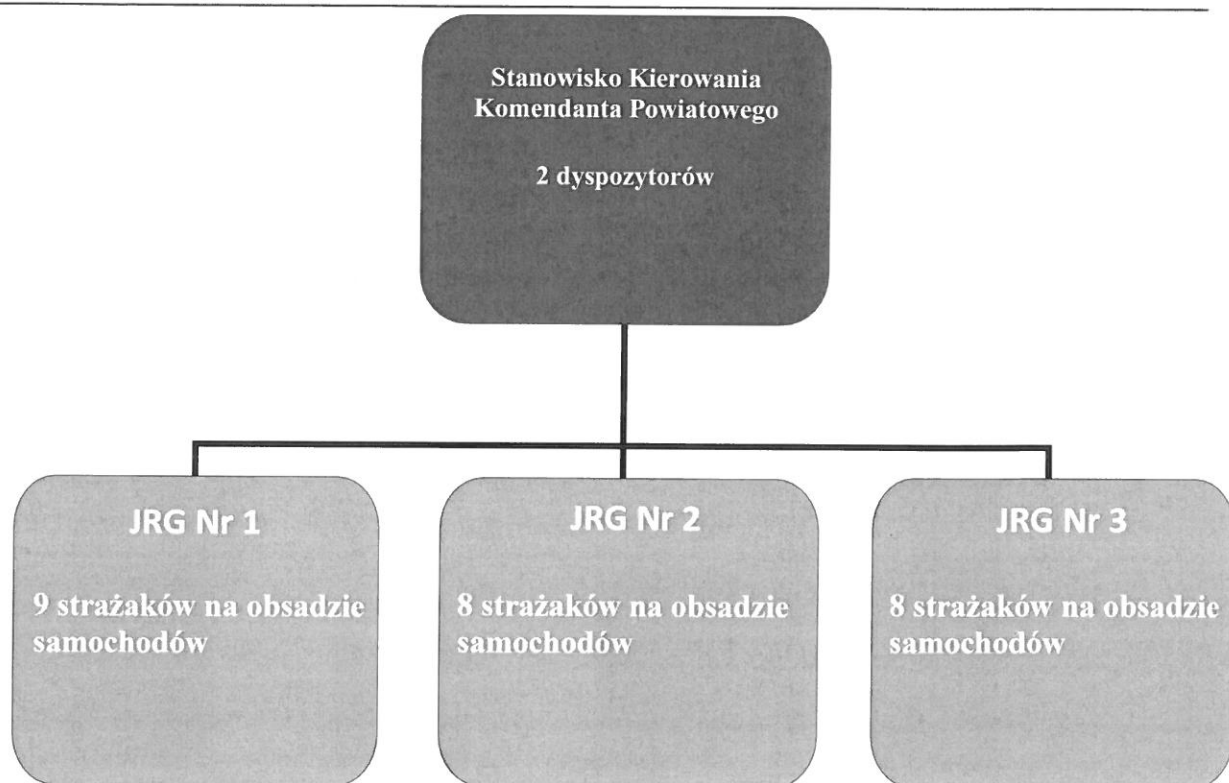 Stanowisko Kierowania
Komendanta Powiatowego
2 dyspozytorów
JRG Nr 1
9 strażaków na obsadzie
samochodów
JRG Nr 2
8 strażaków na obsadzie
samochodów
JRG Nr 3
8 strażaków na obsadzie
samochodów